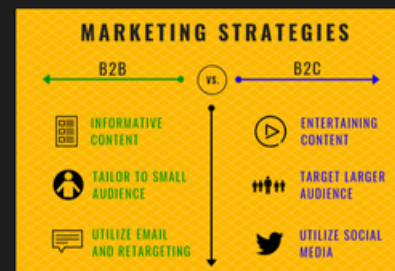 MARKETING STRATEGIES
B2B
VS.
B2C
INFORMATIVE
CONTENT
ENTERTAINING
CONTENT
TAILOR TO SMALL
AUDIENCE
TARGET LARGER
AUDIENCE
UTILIZE EMAIL
AND RETARGETING
UTILIZE SOCIAL
MEDIA